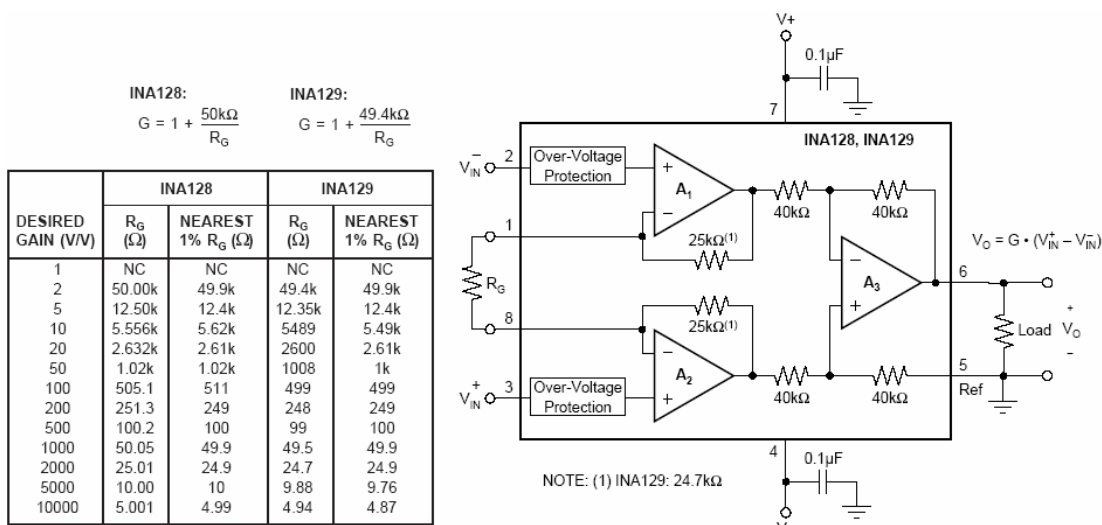 INA128:
G = 1 + 50kΩ / R_G
INA129:
G = 1 + 49.4kΩ / R_G
INA128 INA129
DESIRED GAIN (V/V) R_G (Ω) NEAREST 1% R_G (Ω) R_G (Ω) NEAREST 1% R_G (Ω)
1 NC NC NC NC
2 50.00k 49.9k 49.4k 49.9k
5 12.50k 12.4k 12.35k 12.4k
10 5.556k 5.62k 5489 5.49k
20 2.632k 2.61k 2600 2.61k
50 1.02k 1.02k 1008 1k
100 505.1 511 499 499
200 251.3 249 248 249
500 100.2 100 99 100
1000 50.05 49.9 49.5 49.9
2000 25.01 24.9 24.7 24.9
5000 10.00 10 9.88 9.76
10000 5.001 4.99 4.94 4.87
V+
0.1µF
7
INA128, INA129
V_IN^- 2 Over-Voltage
Protection
+
A_1
−
40kΩ
40kΩ
1
25kΩ(1)
R_G
−
A_3
+
6
V_O = G • (V_IN^+ − V_IN^-)
8
25kΩ(1)
−
A_2
+
V_IN^+ 3 Over-Voltage
Protection
40kΩ
40kΩ
5
Ref
Load
+
V_O
-
4
0.1µF
NOTE: (1) INA129: 24.7kΩ